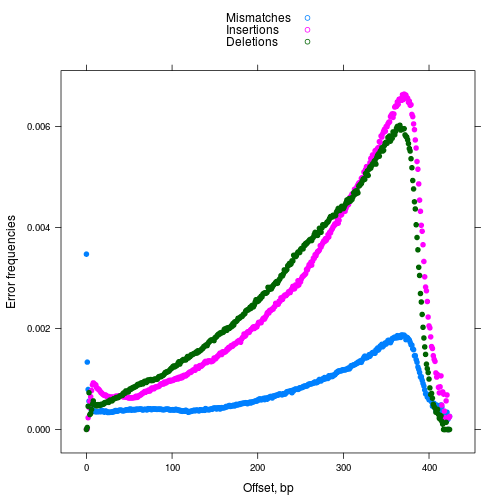 Mismatches
Insertions
Deletions
0.006
0.004
0.002
0.000
Error frequencies
0 100 200 300 400
Offset, bp